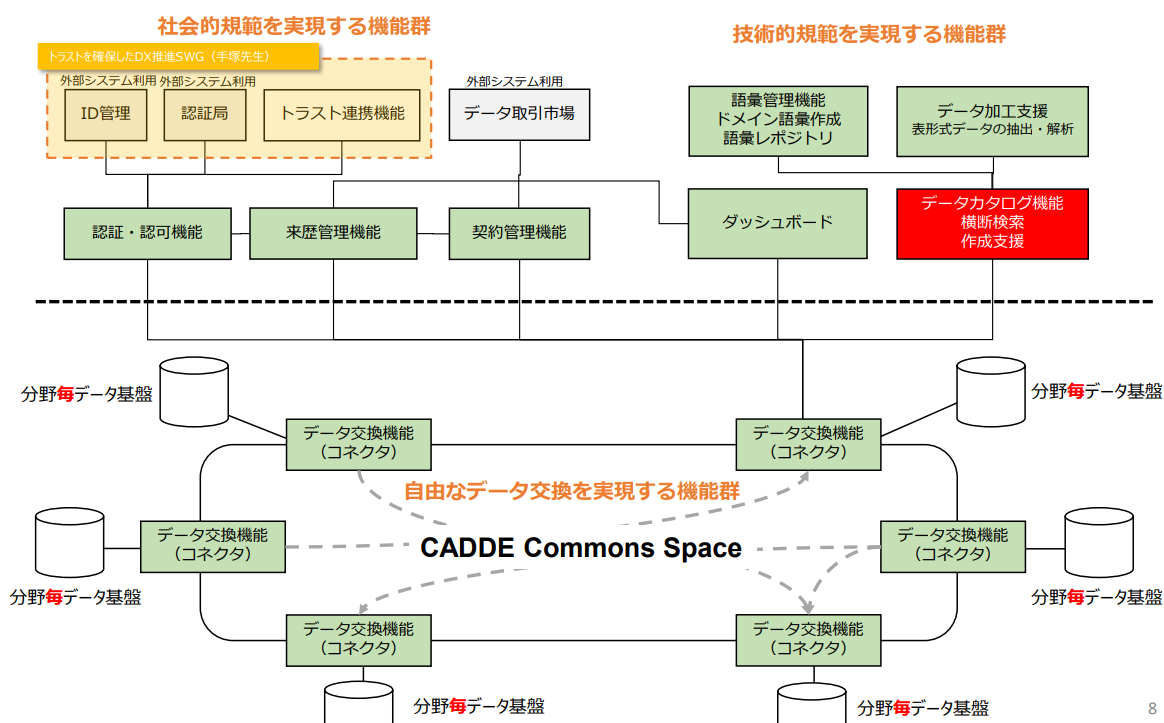 社会的規範を実現する機能群
技術的規範を実現する機能群
トラストを確保したDX推進SWG（手塚先生）
外部システム利用
外部システム利用
外部システム利用
ID管理
認証局
トラスト連携機能
データ取引市場
語彙管理機能
ドメイン語彙作成
語彙レポジトリ
データ加工支援
表形式データの抽出・解析
認証・認可機能
来歴管理機能
契約管理機能
ダッシュボード
データカタログ機能
横断検索
作成支援
分野毎データ基盤
分野毎データ基盤
データ交換機能
（コネクタ）
データ交換機能
（コネクタ）
自由なデータ交換を実現する機能群
データ交換機能
（コネクタ）
CADDE Commons Space
データ交換機能
（コネクタ）
分野毎データ基盤
分野毎データ基盤
データ交換機能
（コネクタ）
データ交換機能
（コネクタ）
分野毎データ基盤
分野毎データ基盤
8